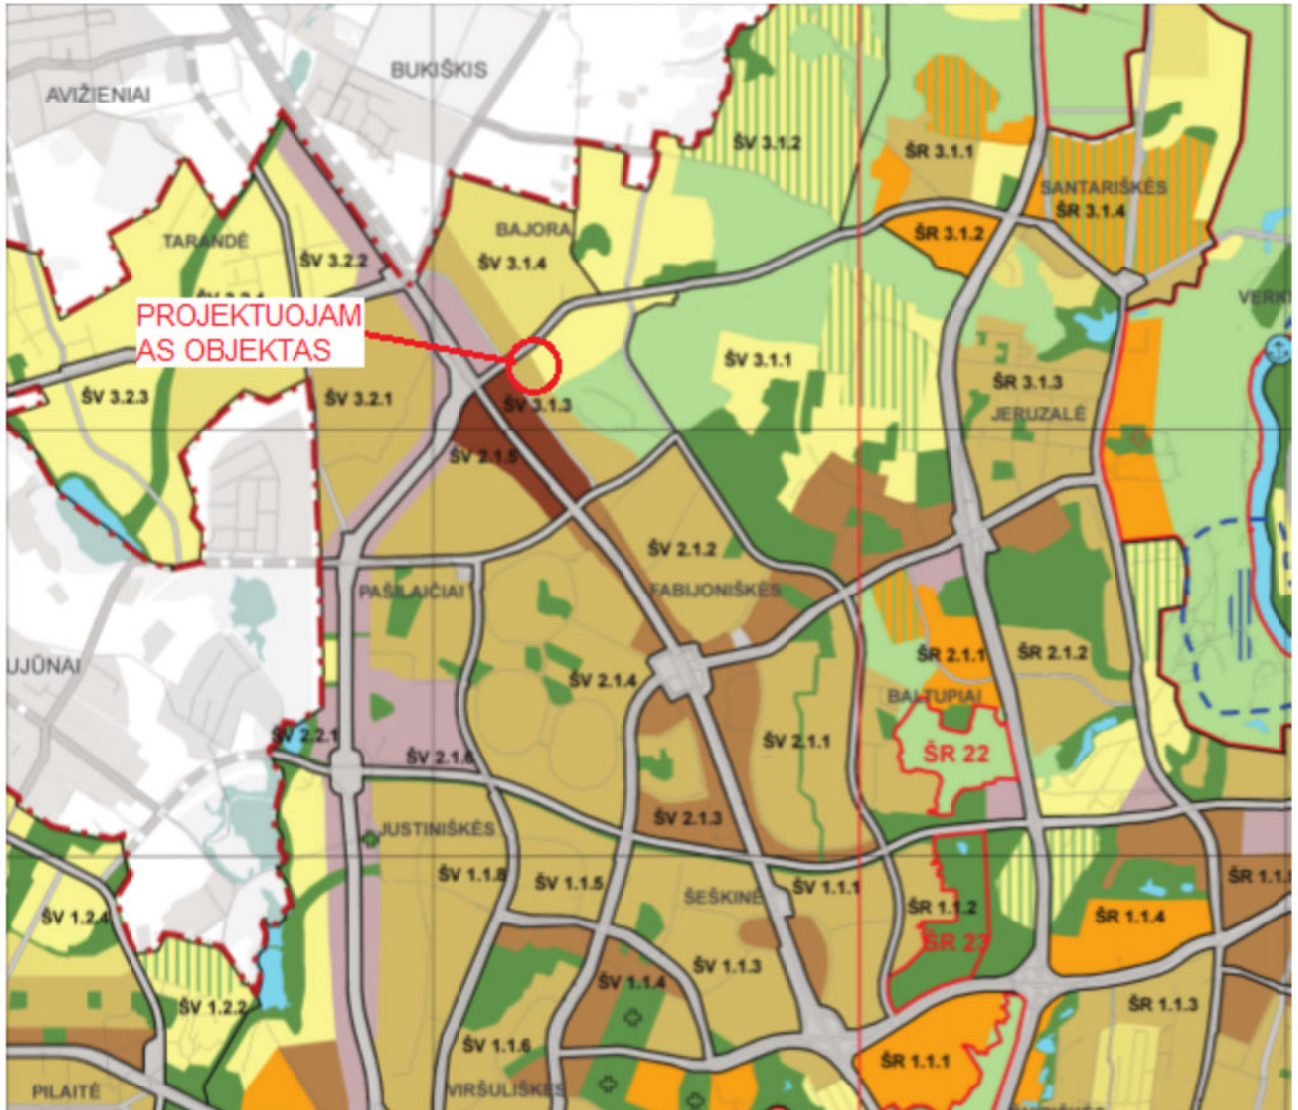 BUKIŠKIS
AVIŽIENIAI
ŠV 3.1.2
ŠR 3.1.1
SANTARIŠKĖS
ŠR 3.1.4
TARANDĖ
BAJORA
ŠR 3.1.2
ŠV 3.2.2
ŠV 3.1.4
PROJEKTUOJAM
AS OBJEKTAS
ŠV 3.1.1
ŠR 3.1.3
ŠV 3.2.3
ŠV 3.2.1
ŠV 3.1.3
JERUZALĖ
ŠV 2.1.5
ŠV 2.1.2
PAŠILAIČIAI
FABIJONIŠKĖS
UJŪNAI
ŠV 2.1.4
ŠR 2.1.1
ŠR 2.1.2
BALTUPIAI
ŠV 2.2.1
ŠV 2.1.6
ŠV 2.1.1
ŠR 22
JUSTINIŠKĖS
ŠV 2.1.3
ŠV 1.1.8
ŠV 1.1.5
ŠEŠKINĖ
ŠV 1.1.1
ŠV 1.2.4
ŠR 1.1.2
ŠR 1.1.4
ŠR 23
ŠV 1.1.3
ŠV 1.1.4
ŠV 1.2.2
ŠR 1.1.3
ŠV 1.1.6
ŠR 1.1.1
PILAITĖ
VIRŠULIŠKĖS